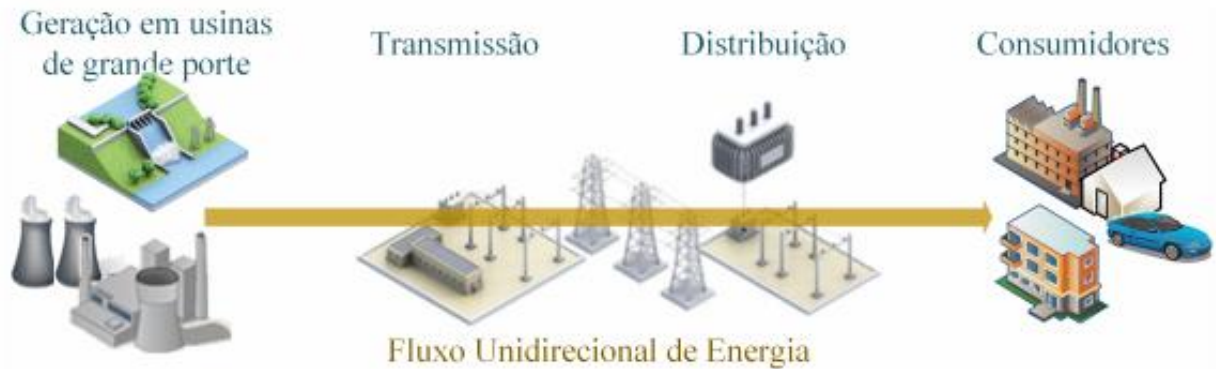 Geração em usinas
de grande porte
Transmissão
Distribuição
Consumidores
Fluxo Unidirecional de Energia